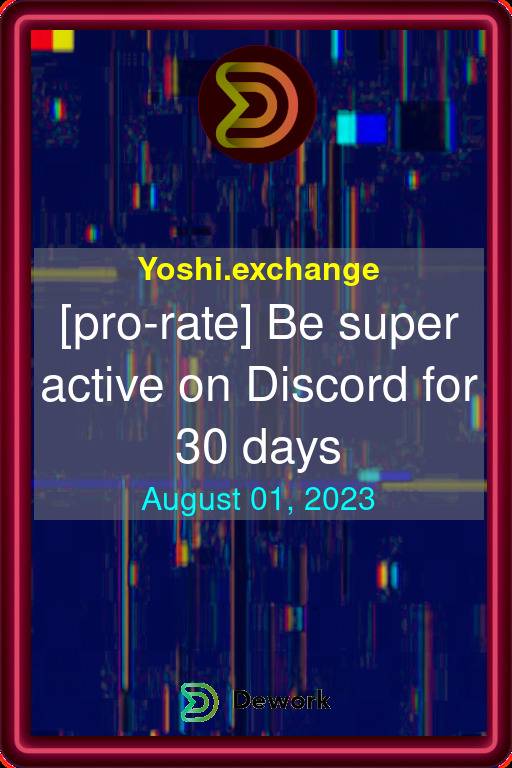 Yoshi.exchange
[pro-rate] Be super
active on Discord for
30 days
August 01, 2023
Dework